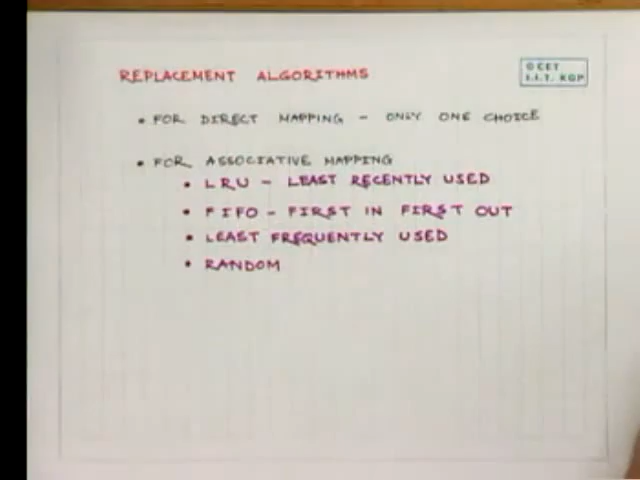 REPLACEMENT ALGORITHMS
© CET
I.I.T. KGP
• FOR DIRECT MAPPING - ONLY ONE CHOICE
• FOR ASSOCIATIVE MAPPING
• LRU - LEAST RECENTLY USED
• FIFO - FIRST IN FIRST OUT
• LEAST FREQUENTLY USED
• RANDOM